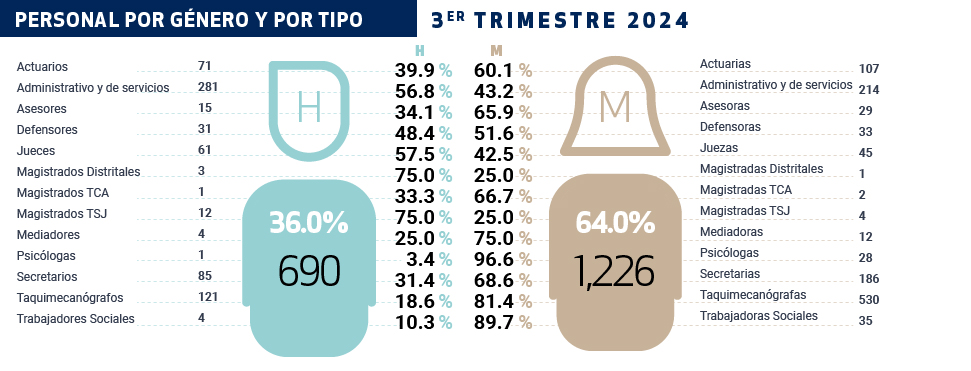 PERSONAL POR GÉNERO Y POR TIPO
3ER TRIMESTRE 2024
H M
Actuarios 71 39.9 % 60.1 % Actuarias 107
Administrativo y de servicios 281 56.8 % 43.2 % Administrativo y de servicios 214
Asesores 15 34.1 % 65.9 % Asesoras 29
H M
Defensores 31 48.4 % 51.6 % Defensoras 33
Jueces 61 57.5 % 42.5 % Juezas 45
Magistrados Distritales 3 75.0 % 25.0 % Magistradas Distritales 1
Magistrados TCA 1 33.3 % 66.7 % Magistradas TCA 2
Magistrados TSJ 12 75.0 % 25.0 % Magistradas TSJ 4
36.0% 64.0%
Mediadores 4 25.0 % 75.0 % Mediadoras 12
Psicólogos 1 3.4 % 96.6 % Psicólogas 28
690 1,226
Secretarios 85 31.4 % 68.6 % Secretarias 186
Taquimecanógrafos 121 18.6 % 81.4 % Taquimecanógrafas 530
Trabajadores Sociales 4 10.3 % 89.7 % Trabajadoras Sociales 35